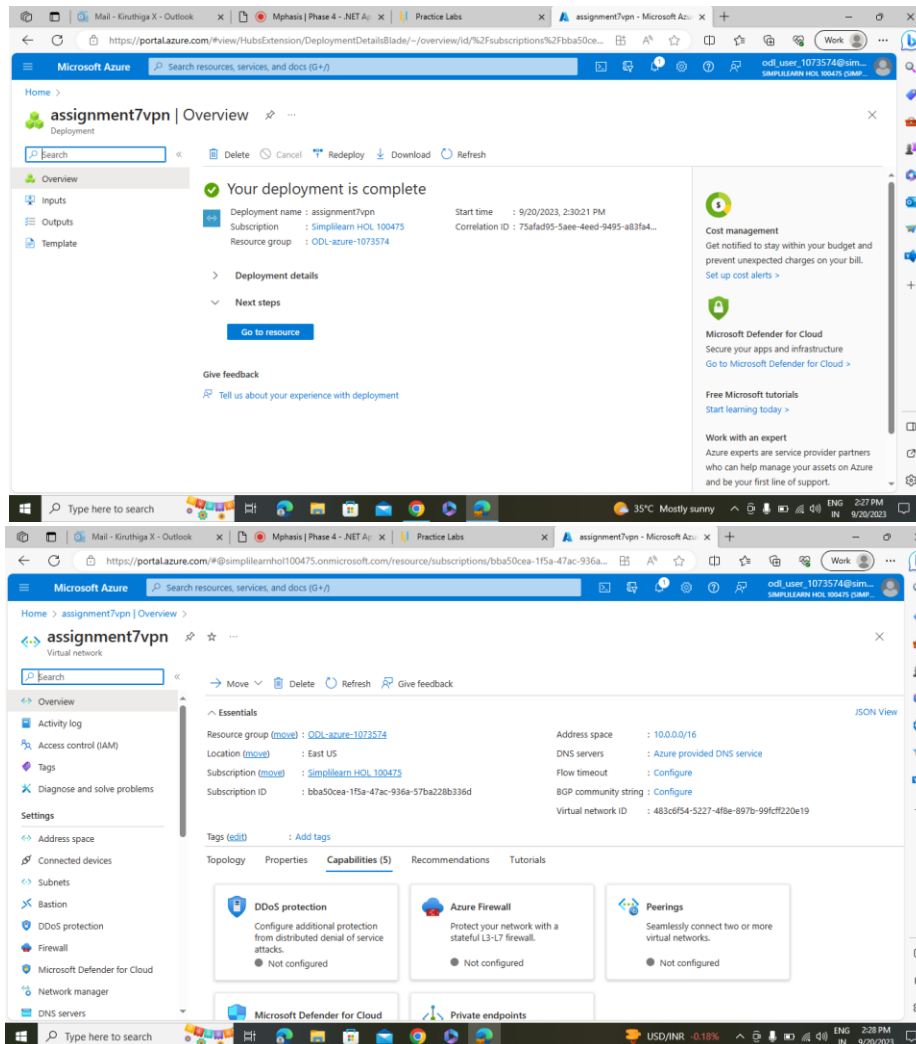 Mail - Kiruthiga X - Outlook
Mphasis | Phase 4 - .NET Ap
Practice Labs
assignment7vpn - Microsoft Azu
https://portal.azure.com/#view/HubsExtension/DeploymentDetailsBlade/~/overview/id/%2Fsubscriptions%2Fbba50ce...
Work
Microsoft Azure
Search resources, services, and docs (G+/)
odl_user_1073574@sim...
SIMPLILEARN HOL 100475 (SIMP...
Home >
assignment7vpn | Overview
Deployment
Search
Delete Cancel Redeploy Download Refresh
Overview
Inputs
Outputs
Template
Your deployment is complete
Deployment name : assignment7vpn
Subscription : Simplilearn HOL 100475
Resource group : ODL-azure-1073574
Start time : 9/20/2023, 2:30:21 PM
Correlation ID : 75afad95-5aee-4eed-9495-a83fa4...
Deployment details
Next steps
Go to resource
Give feedback
Tell us about your experience with deployment
Cost management
Get notified to stay within your budget and
prevent unexpected charges on your bill.
Set up cost alerts >
Microsoft Defender for Cloud
Secure your apps and infrastructure
Go to Microsoft Defender for Cloud >
Free Microsoft tutorials
Start learning today >
Work with an expert
Azure experts are service provider partners
who can help manage your assets on Azure
and be your first line of support.
Type here to search
35°C Mostly sunny
ENG
IN
2:27 PM
9/20/2023
Mail - Kiruthiga X - Outlook
Mphasis | Phase 4 - .NET Ap
Practice Labs
assignment7vpn - Microsoft Azu
https://portal.azure.com/#@simplilearnhol100475.onmicrosoft.com/resource/subscriptions/bba50cea-1f5a-47ac-936a...
Work
Microsoft Azure
Search resources, services, and docs (G+/)
odl_user_1073574@sim...
SIMPLILEARN HOL 100475 (SIMP...
Home > assignment7vpn | Overview >
assignment7vpn
Virtual network
Search
Move Delete Refresh Give feedback
Overview
Activity log
Access control (IAM)
Tags
Diagnose and solve problems
Settings
Address space
Connected devices
Subnets
Bastion
DDoS protection
Firewall
Microsoft Defender for Cloud
Network manager
DNS servers
Essentials
JSON View
Resource group (move) : ODL-azure-1073574
Location (move) : East US
Subscription (move) : Simplilearn HOL 100475
Subscription ID : bba50cea-1f5a-47ac-936a-57ba228b336d
Address space : 10.0.0.0/16
DNS servers : Azure provided DNS service
Flow timeout : Configure
BGP community string : Configure
Virtual network ID : 483c6f54-5227-4f8e-897b-99fcff220e19
Tags (edit) : Add tags
Topology Properties Capabilities (5) Recommendations Tutorials
DDoS protection
Configure additional protection
from distributed denial of service
attacks.
Not configured
Azure Firewall
Protect your network with a
stateful L3-L7 firewall.
Not configured
Peerings
Seamlessly connect two or more
virtual networks.
Not configured
Microsoft Defender for Cloud
Private endpoints
Type here to search
USD/INR -0.18%
ENG
IN
2:28 PM
9/20/2023